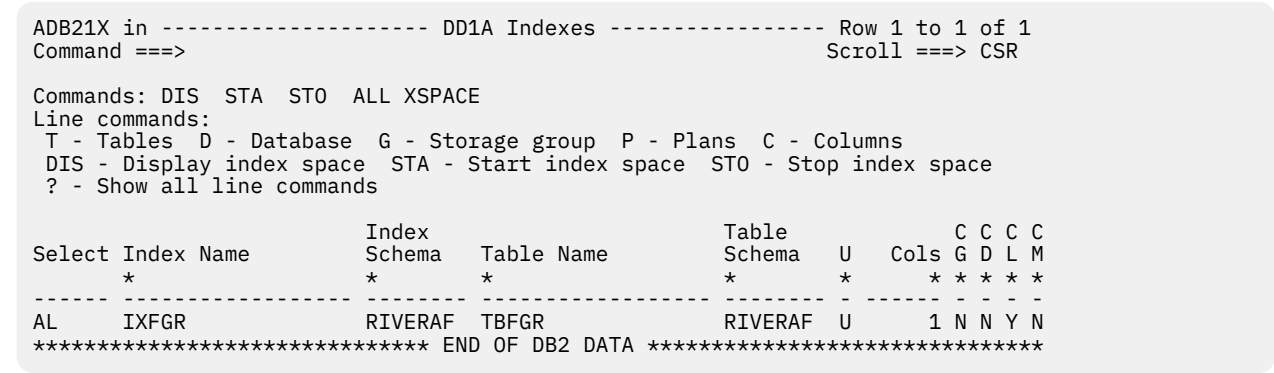 ADB21X in --------------------- DD1A Indexes ----------------- Row 1 to 1 of 1
Command ===>                                                  Scroll ===> CSR

Commands: DIS  STA  STO  ALL XSPACE
Line commands:
 T - Tables  D - Database  G - Storage group  P - Plans  C - Columns
 DIS - Display index space  STA - Start index space  STO - Stop index space
 ? - Show all line commands

                          Index                       Table            C C C C
Select Index Name         Schema   Table Name         Schema   U   Cols G D L M
       *                  *        *                  *        *      * * * * *
------ ------------------ -------- ------------------ -------- - ------ - - - -
AL     IXFGR              RIVERAF  TBFGR              RIVERAF  U      1 N N Y N
******************************* END OF DB2 DATA *******************************